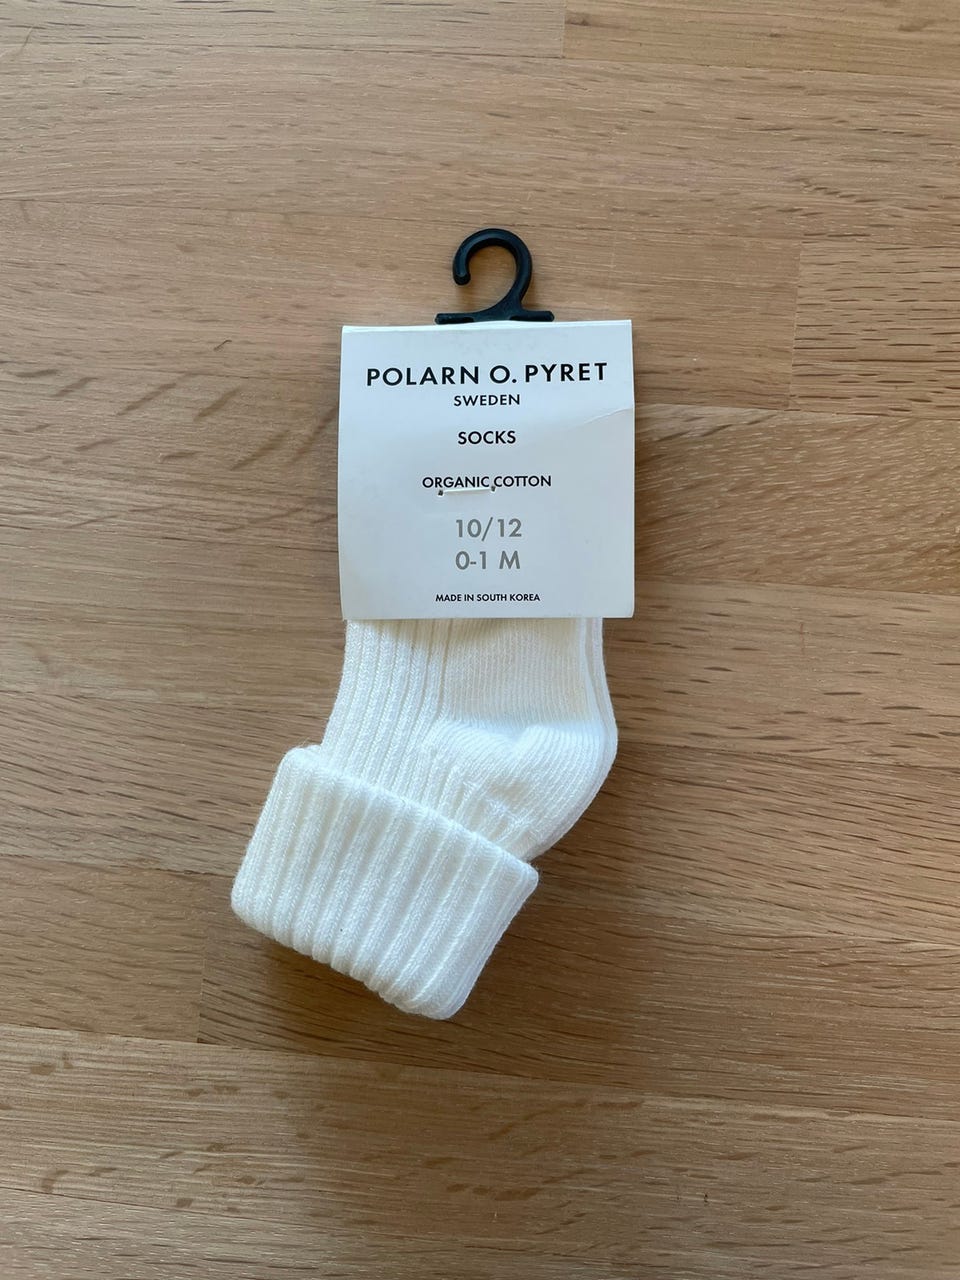 POLARN O. PYRET
SWEDEN
SOCKS
ORGANIC COTTON
10/12
0-1 M
MADE IN SOUTH KOREA